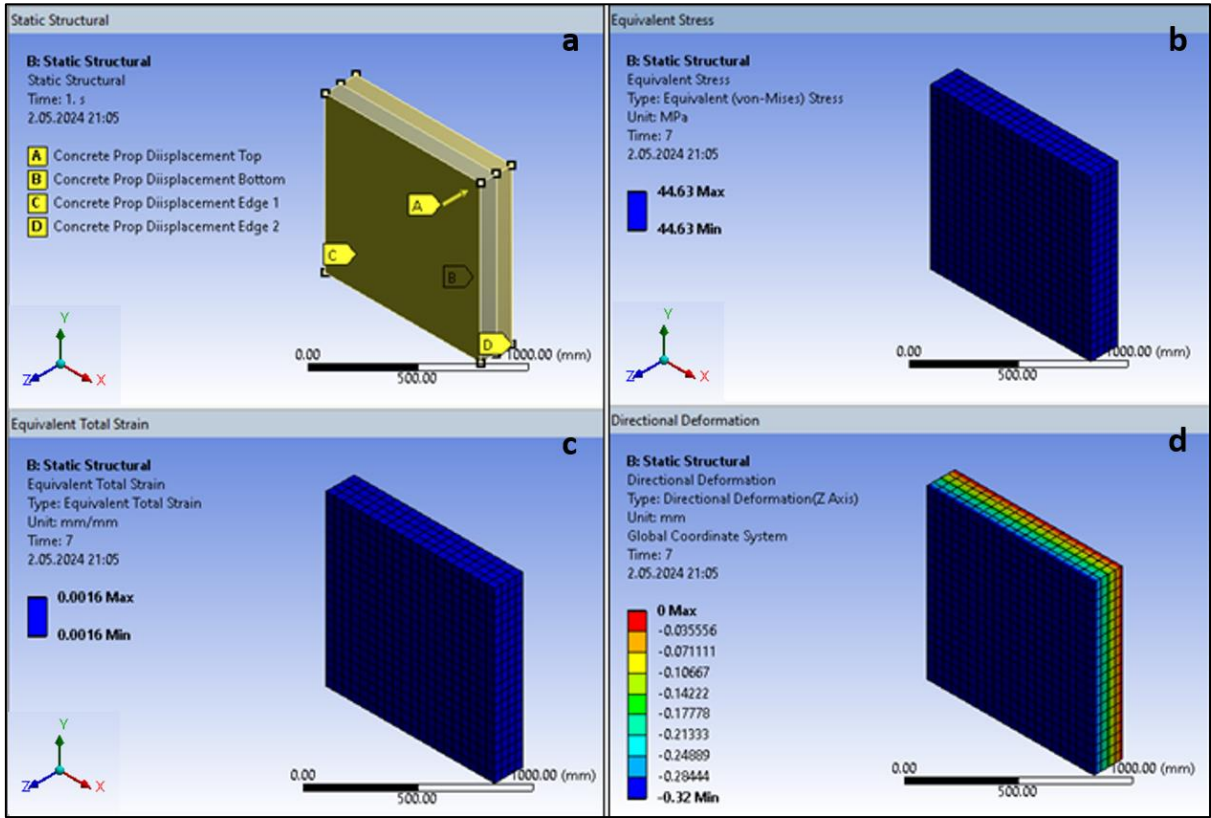 Static Structural
a
B: Static Structural
Static Structural
Time: 1. s
2.05.2024 21:05
A Concrete Prop Diisplacement Top
B Concrete Prop Diisplacement Bottom
C Concrete Prop Diisplacement Edge 1
D Concrete Prop Diisplacement Edge 2
A
C
B
D
Y
Z
X
0.00
1000.00 (mm)
500.00
Equivalent Stress
b
B: Static Structural
Equivalent Stress
Type: Equivalent (von-Mises) Stress
Unit: MPa
Time: 7
2.05.2024 21:05
44.63 Max
44.63 Min
Y
Z
X
0.00
1000.00 (mm)
500.00
Equivalent Total Strain
c
B: Static Structural
Equivalent Total Strain
Type: Equivalent Total Strain
Unit: mm/mm
Time: 7
2.05.2024 21:05
0.0016 Max
0.0016 Min
Y
Z
X
0.00
1000.00 (mm)
500.00
Directional Deformation
d
B: Static Structural
Directional Deformation
Type: Directional Deformation(Z Axis)
Unit: mm
Global Coordinate System
Time: 7
2.05.2024 21:05
0 Max
-0.035556
-0.071111
-0.10667
-0.14222
-0.17778
-0.21333
-0.24889
-0.28444
-0.32 Min
Y
Z
X
0.00
1000.00 (mm)
500.00